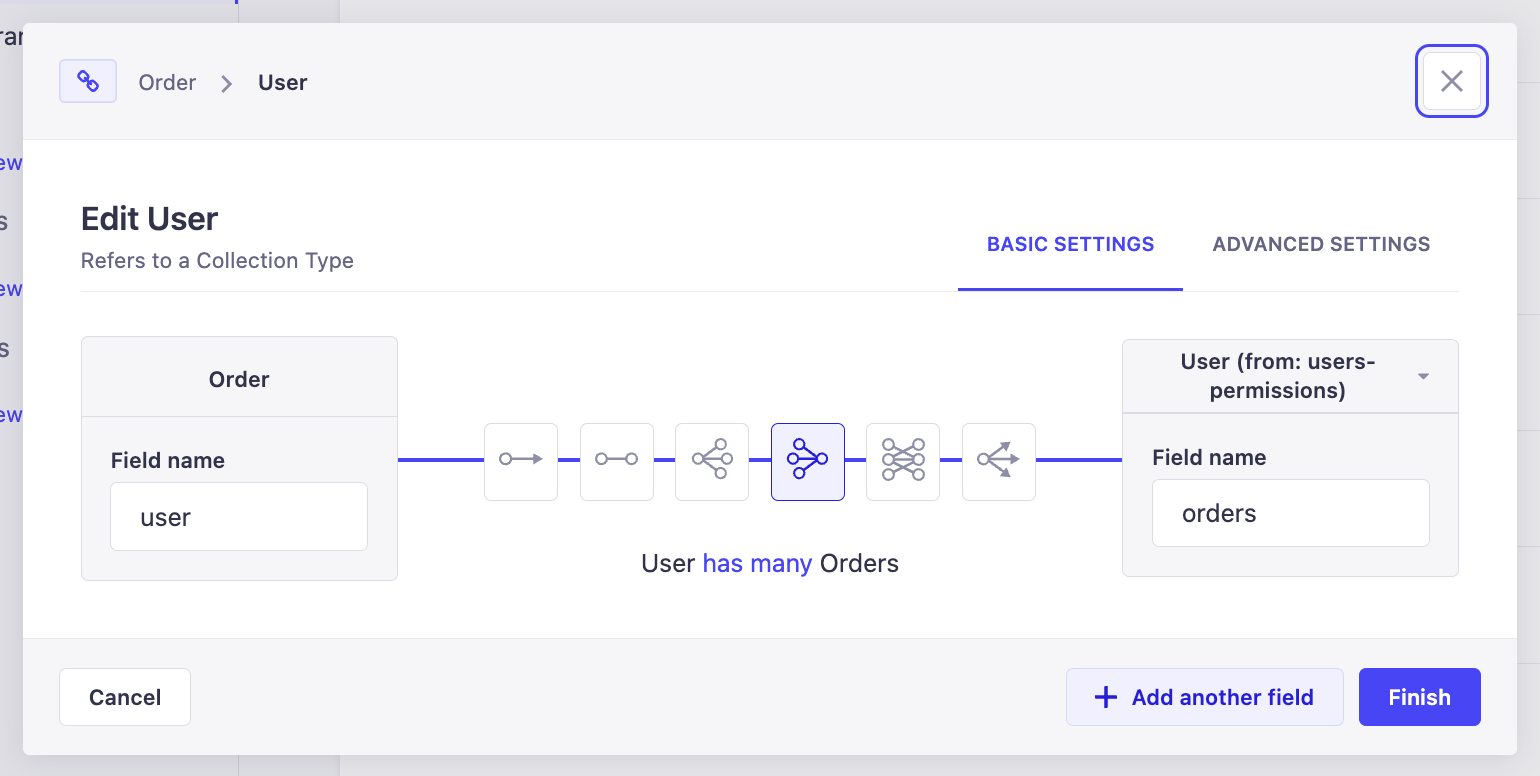 Order
User
Edit User
Refers to a Collection Type
BASIC SETTINGS
ADVANCED SETTINGS
Order
Field name
user
User has many Orders
User (from: users-
permissions)
Field name
orders
Cancel
Add another field
Finish